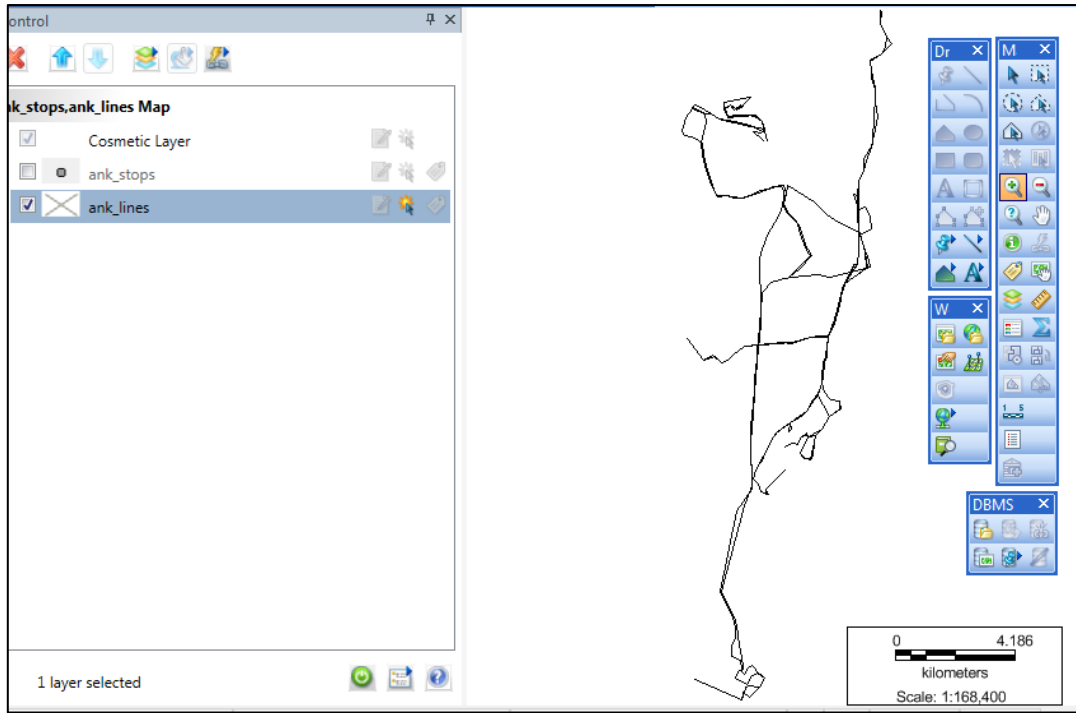 ontrol
nk_stops,ank_lines Map
Cosmetic Layer
ank_stops
ank_lines
1 layer selected
Dr
M
W
DBMS
0 4.186
kilometers
Scale: 1:168,400